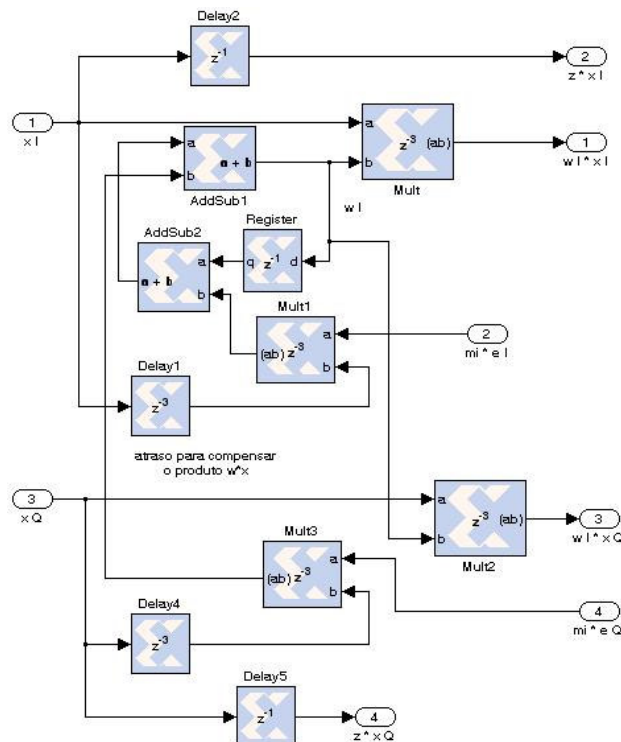 Delay2
z⁻¹
2
z * x I
1
x I
a
b
z⁻³
(ab)
Mult
1
w I * x I
a
b
a + b
AddSub1
w I
AddSub2
a + b
a
b
Register
q
z⁻¹
d
Mult1
(ab)
z⁻³
a
b
2
mi * e I
Delay1
z⁻³
atraso para compensar
o produto w*x
3
x Q
a
b
z⁻³
(ab)
Mult2
3
w I * x Q
Mult3
(ab)
z⁻³
a
b
4
mi * e Q
Delay4
z⁻³
Delay5
z⁻¹
4
z * x Q